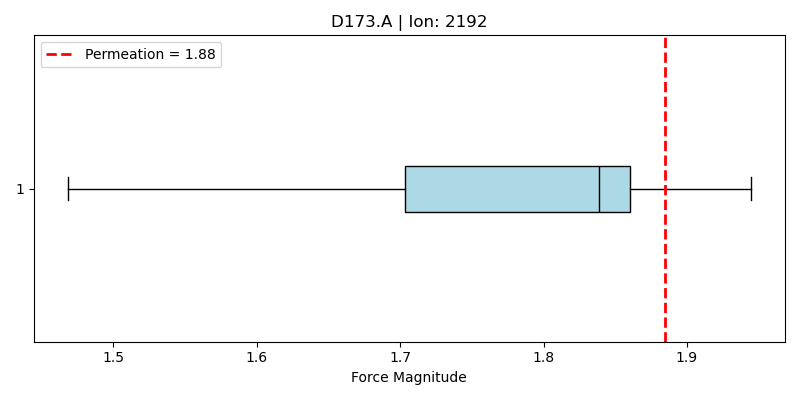 D173.A | Ion: 2192
Permeation = 1.88
1
1.5 1.6 1.7 1.8 1.9
Force Magnitude